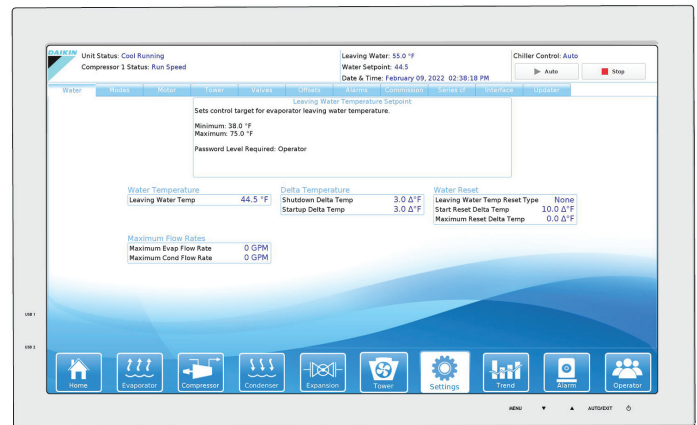 DAIKIN
Unit Status: Cool Running
Compressor 1 Status: Run Speed
Leaving Water: 55.0 °F
Water Setpoint: 44.5
Date & Time: February 09, 2022 02:38:18 PM
Chiller Control: Auto
Auto
Stop
Water Modes Motor Tower Valves Offsets Alarms Commission Series cf Interface Updater
Leaving Water Temperature Setpoint
Sets control target for evaporator leaving water temperature.
Minimum: 38.0 °F
Maximum: 75.0 °F
Password Level Required: Operator
Water Temperature
Leaving Water Temp 44.5 °F
Delta Temperature
Shutdown Delta Temp 3.0 Δ°F
Startup Delta Temp 3.0 Δ°F
Water Reset
Leaving Water Temp Reset Type None
Start Reset Delta Temp 10.0 Δ°F
Maximum Reset Delta Temp 0.0 Δ°F
Maximum Flow Rates
Maximum Evap Flow Rate 0 GPM
Maximum Cond Flow Rate 0 GPM
USB 1
USB 2
Home Evaporator Compressor Condenser Expansion Tower Settings Trend Alarm Operator
MENU ▼ ▲ AUTO/EXIT